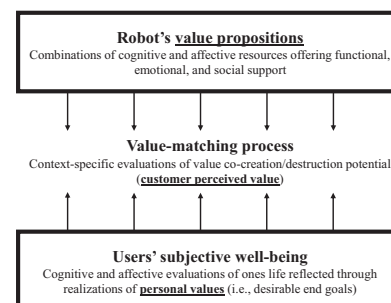 Robot's value propositions
Combinations of cognitive and affective resources offering functional,
emotional, and social support
Value-matching process
Context-specific evaluations of value co-creation/destruction potential
(customer perceived value)
Users' subjective well-being
Cognitive and affective evaluations of ones life reflected through
realizations of personal values (i.e., desirable end goals)